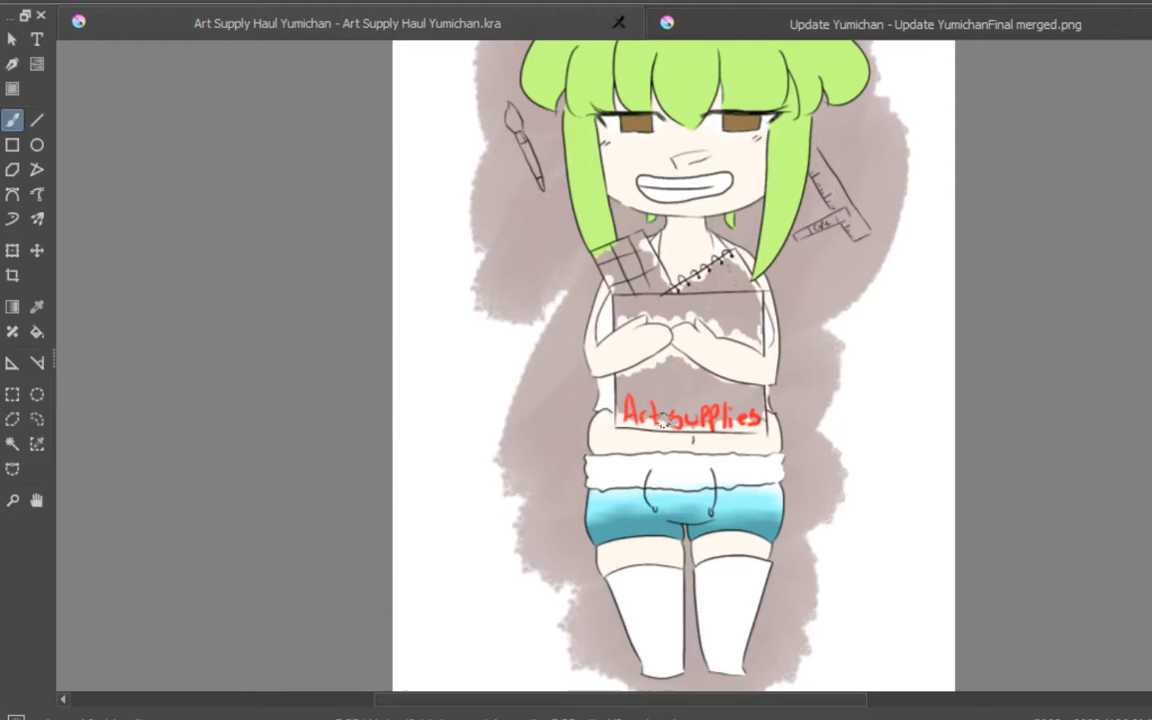 Art Supply Haul Yumichan - Art Supply Haul Yumichan.kra
Update Yumichan - Update YumichanFinal merged.png
Art supplies